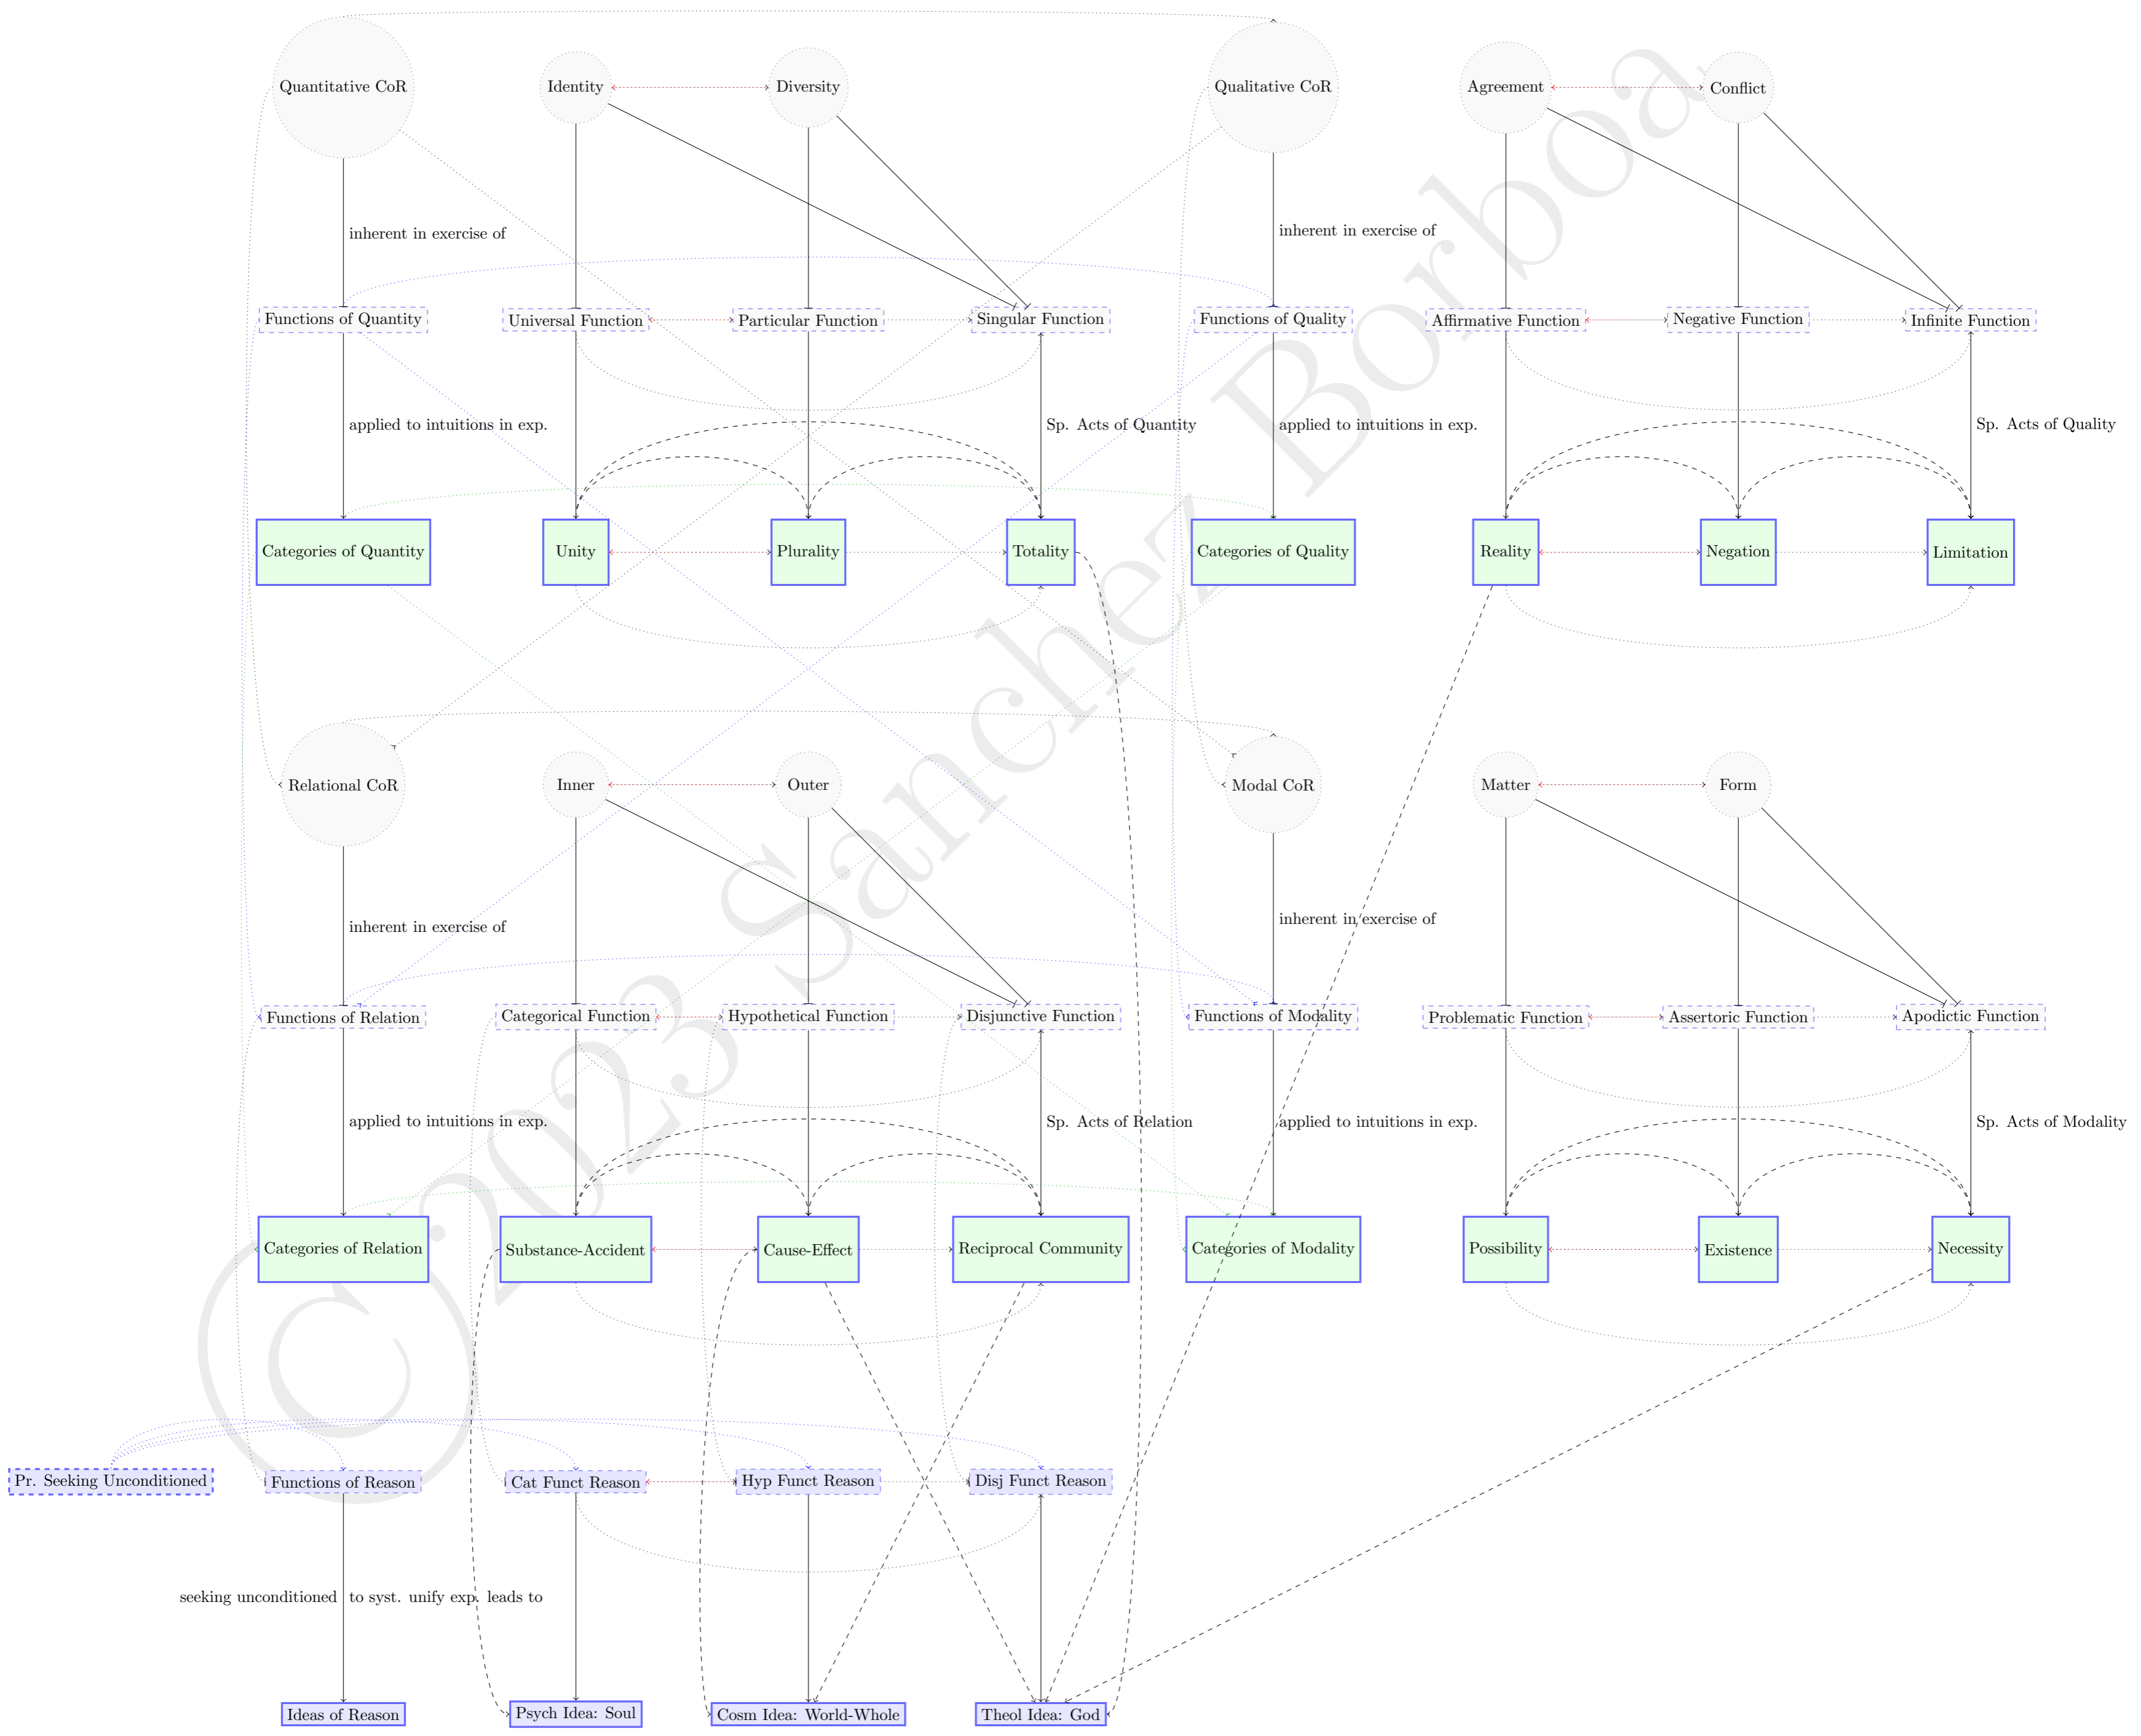 Quantitative CoR
Identity
Diversity
Qualitative CoR
Agreement
Conflict
inherent in exercise of
inherent in exercise of
Functions of Quantity
Universal Function
Particular Function
Singular Function
Functions of Quality
Affirmative Function
Negative Function
Infinite Function
applied to intuitions in exp.
Sp. Acts of Quantity
applied to intuitions in exp.
Sp. Acts of Quality
Categories of Quantity
Unity
Plurality
Totality
Categories of Quality
Reality
Negation
Limitation
Relational CoR
Inner
Outer
Modal CoR
Matter
Form
inherent in exercise of
inherent in exercise of
Functions of Relation
Categorical Function
Hypothetical Function
Disjunctive Function
Functions of Modality
Problematic Function
Assertoric Function
Apodictic Function
applied to intuitions in exp.
Sp. Acts of Relation
applied to intuitions in exp.
Sp. Acts of Modality
Categories of Relation
Substance-Accident
Cause-Effect
Reciprocal Community
Categories of Modality
Possibility
Existence
Necessity
Pr. Seeking Unconditioned
Functions of Reason
Cat Funct Reason
Hyp Funct Reason
Disj Funct Reason
seeking unconditioned to syst. unify exp. leads to
Ideas of Reason
Psych Idea: Soul
Cosm Idea: World-Whole
Theol Idea: God
©2023 Sanchez Borboa